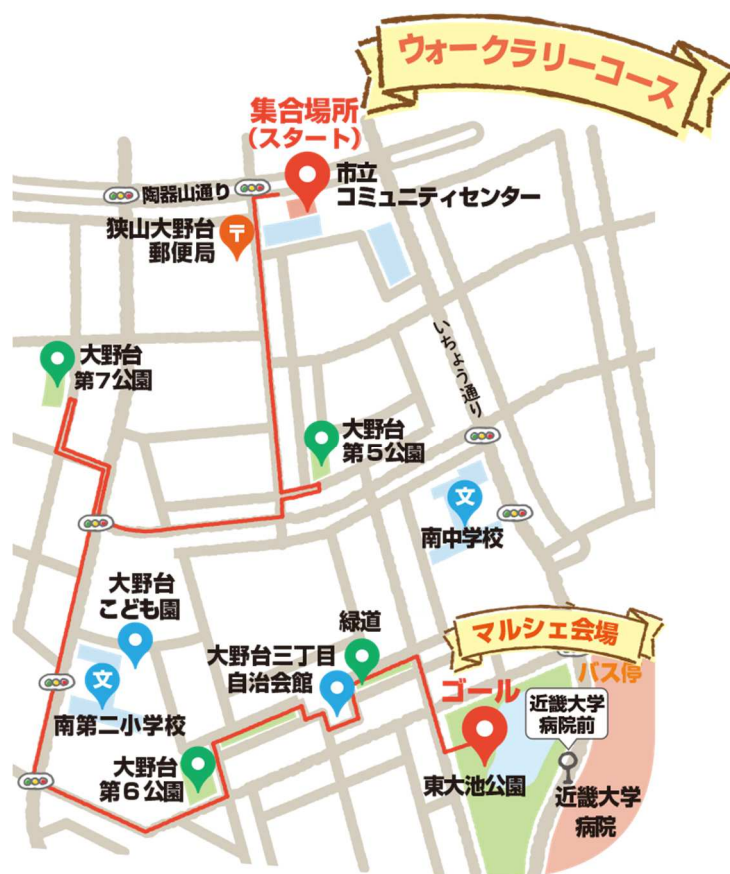 ウォークラリーコース
集合場所
(スタート)
市立
コミュニティセンター
陶器山通り
狭山大野台
郵便局
大野台
第7公園
いちょう通り
大野台
第5公園
文
南中学校
大野台
こども園
緑道
マルシェ会場
大野台三丁目
自治会館
バス停
文
南第二小学校
ゴール
近畿大学
病院前
大野台
第6公園
東大池公園
近畿大学
病院